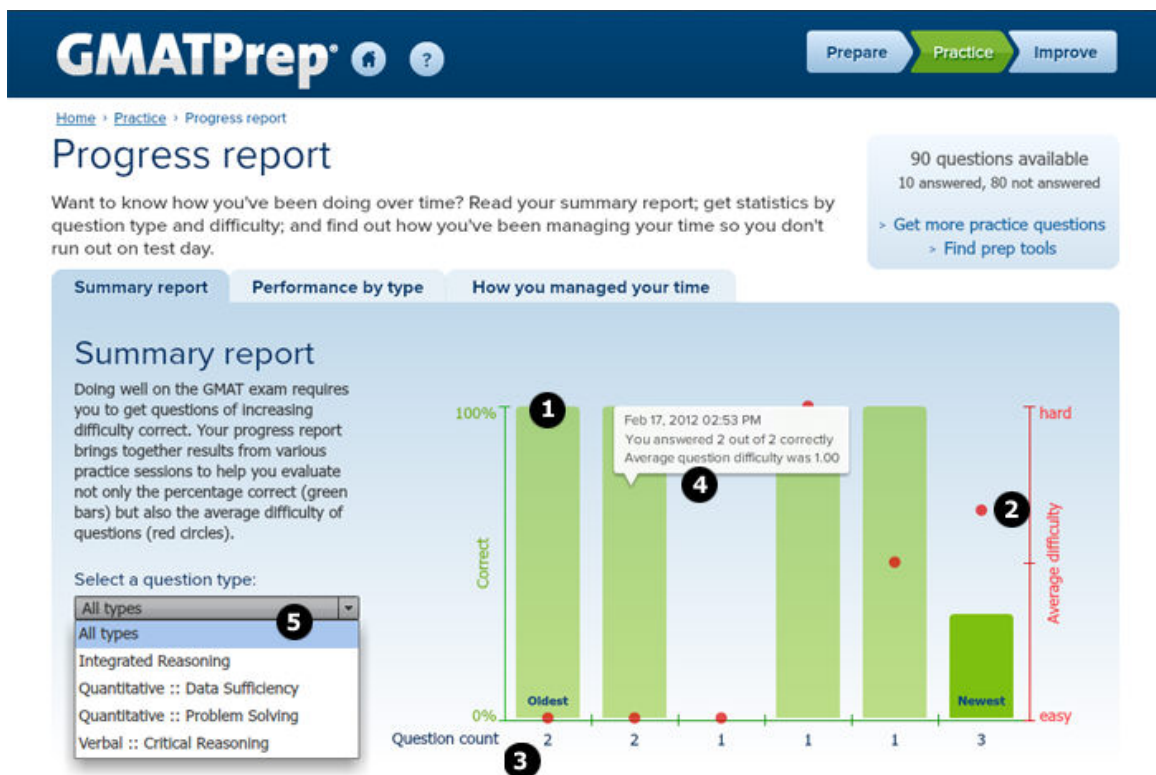 GMATPrep ?
Prepare Practice Improve
Home › Practice › Progress report
Progress report
90 questions available
10 answered, 80 not answered
> Get more practice questions
> Find prep tools
Want to know how you've been doing over time? Read your summary report; get statistics by
question type and difficulty; and find out how you've been managing your time so you don't
run out on test day.
Summary report Performance by type How you managed your time
Summary report
Doing well on the GMAT exam requires
you to get questions of increasing
difficulty correct. Your progress report
brings together results from various
practice sessions to help you evaluate
not only the percentage correct (green
bars) but also the average difficulty of
questions (red circles).
Select a question type:
All types
5
All types
Integrated Reasoning
Quantitative :: Data Sufficiency
Quantitative :: Problem Solving
Verbal :: Critical Reasoning
100%
1
Feb 17, 2012 02:53 PM
You answered 2 out of 2 correctly
Average question difficulty was 1.00
4
hard
2
Correct
Average difficulty
Oldest
Newest
0%
easy
Question count 2 2 1 1 1 3
3